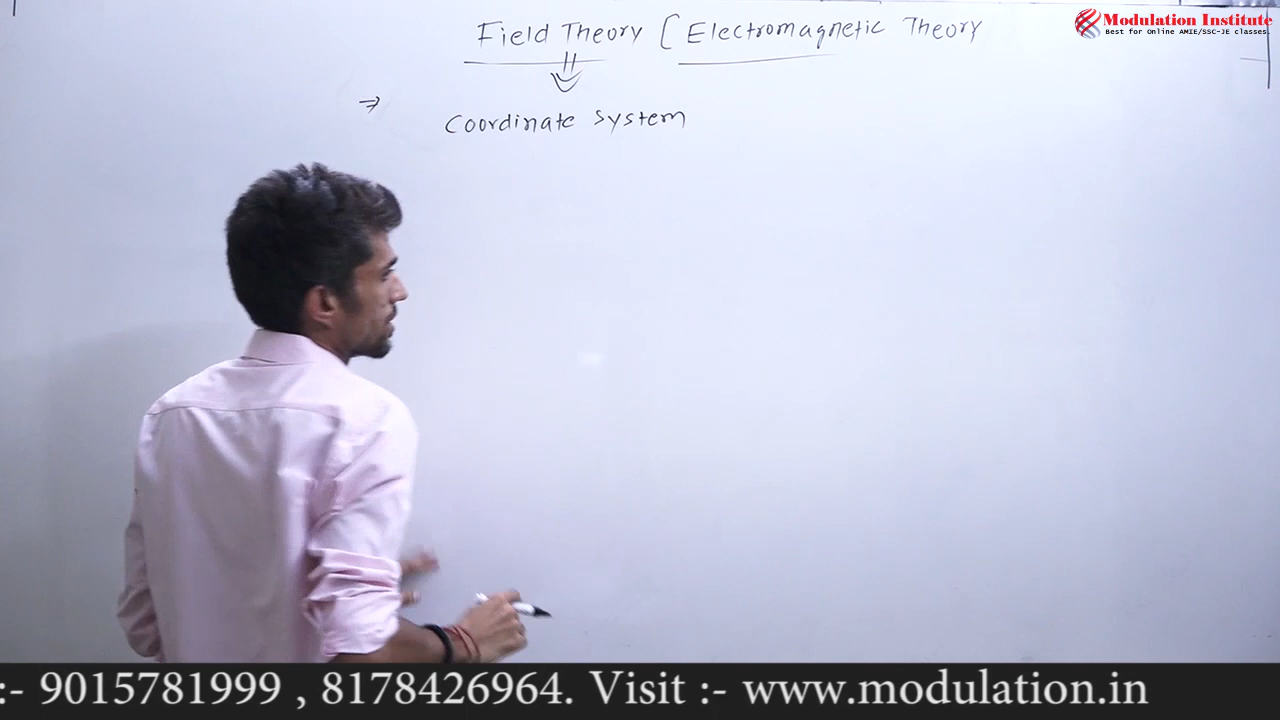 Field Theory [ Electromagnetic Theory
⇒ Coordinate System
Modulation Institute
Best for Online AMIE/SSC-JE classes.
:- 9015781999 , 8178426964. Visit :- www.modulation.in